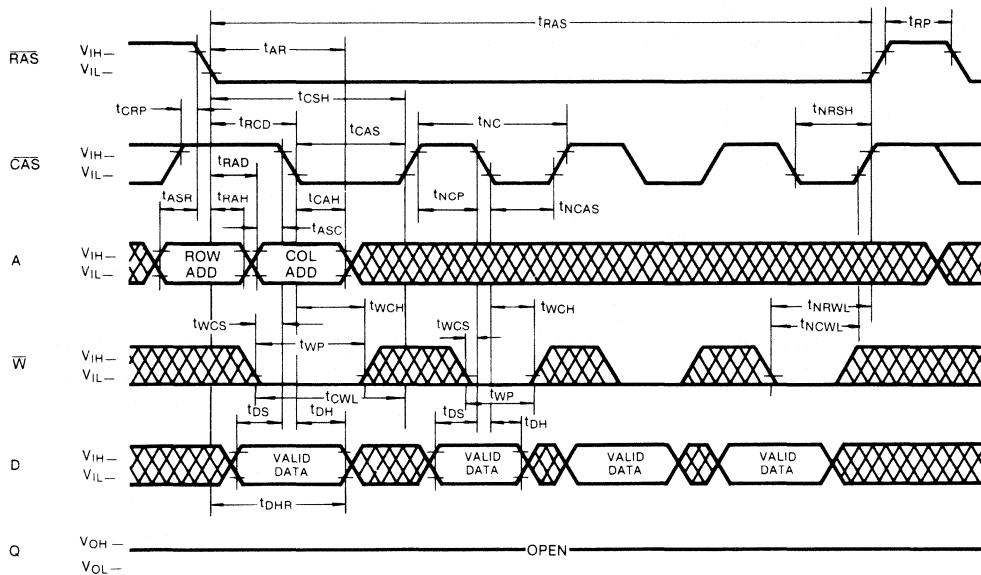 tRAS
tRP
tAR
RAS
VIH—
VIL—
tCSH
tCRP
tRCD
tCAS
tNC
tNRSH
CAS
VIH—
VIL—
tRAD
tASR
tRAH
tCAH
tNCP
tNCAS
tASC
A
VIH—
VIL—
ROW ADD
COL ADD
tWCH
tWCH
tNRWL
tWCS
tWP
tWCS
tNCWL
W
VIH—
VIL—
tCWL
tWP
tDS
tDH
tDS
tDH
D
VIH—
VIL—
VALID DATA
VALID DATA
VALID DATA
VALID DATA
tDHR
Q
VOH—
VOL—
OPEN